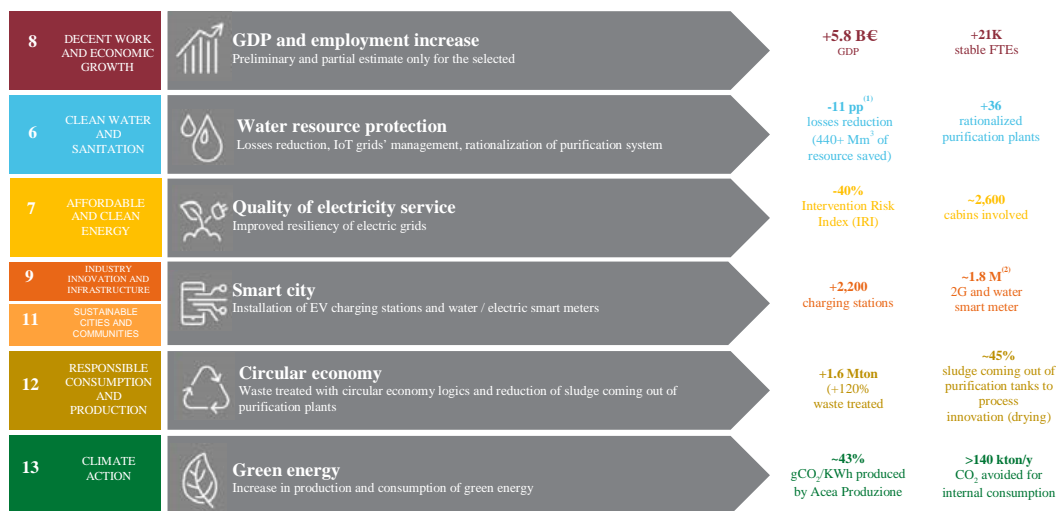 8
DECENT WORK
AND ECONOMIC
GROWTH
GDP and employment increase
Preliminary and partial estimate only for the selected
+5.8 B€
GDP
+21K
stable FTEs
6
CLEAN WATER
AND
SANITATION
Water resource protection
Losses reduction, IoT grids' management, rationalization of purification system
-11 pp(1)
losses reduction
(440+ Mm3 of
resource saved)
+36
rationalized
purification plants
7
AFFORDABLE
AND CLEAN
ENERGY
Quality of electricity service
Improved resiliency of electric grids
-40%
Intervention Risk
Index (IRI)
~2,600
cabins involved
9
INDUSTRY
INNOVATION AND
INFRASTRUCTURE
11
SUSTAINABLE
CITIES AND
COMMUNITIES
Smart city
Installation of EV charging stations and water / electric smart meters
+2,200
charging stations
~1.8 M(2)
2G and water
smart meter
12
RESPONSIBLE
CONSUMPTION
AND
PRODUCTION
Circular economy
Waste treated with circular economy logics and reduction of sludge coming out of
purification plants
+1.6 Mton
(+120%
waste treated
~45%
sludge coming out of
purification tanks to
process
innovation (drying)
13
CLIMATE
ACTION
Green energy
Increase in production and consumption of green energy
~43%
gCO2/KWh produced
by Acea Produzione
>140 kton/y
CO2 avoided for
internal consumption